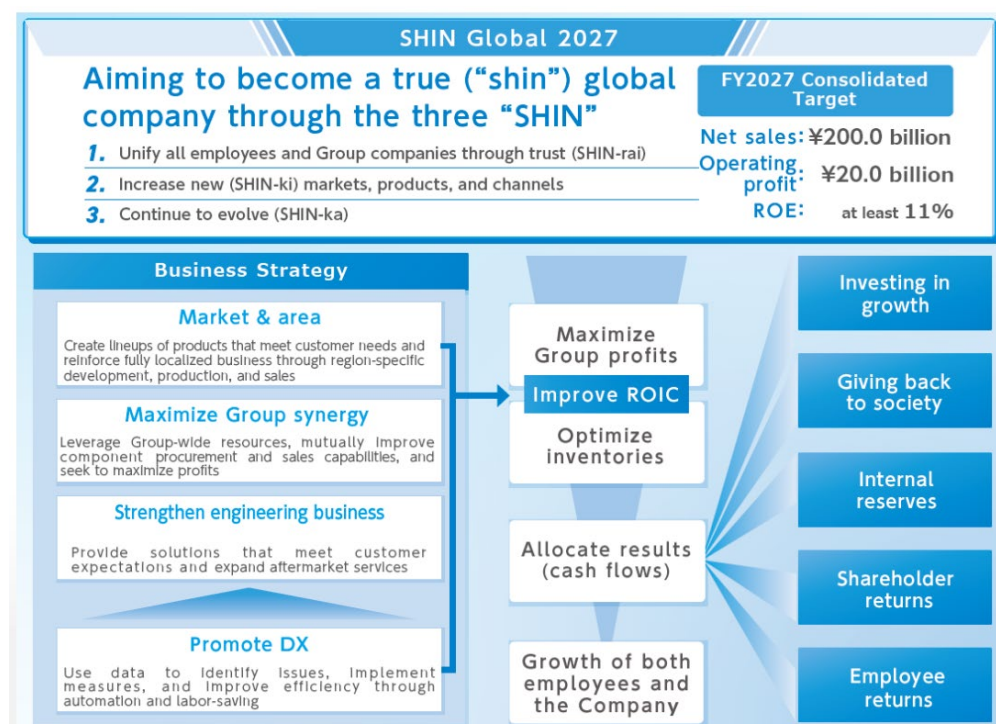 SHIN Global 2027
Aiming to become a true (“shin”) global
company through the three “SHIN”
1. Unify all employees and Group companies through trust (SHIN-rai)
2. Increase new (SHIN-ki) markets, products, and channels
3. Continue to evolve (SHIN-ka)
FY2027 Consolidated
Target
Net sales: ¥200.0 billion
Operating
profit: ¥20.0 billion
ROE: at least 11%
Business Strategy
Market & area
Create lineups of products that meet customer needs and
reinforce fully localized business through region-specific
development, production, and sales
Maximize Group synergy
Leverage Group-wide resources, mutually improve
component procurement and sales capabilities, and
seek to maximize profits
Strengthen engineering business
Provide solutions that meet customer
expectations and expand aftermarket services
Promote DX
Use data to identify issues, implement
measures, and improve efficiency through
automation and labor-saving
Maximize
Group profits
Improve ROIC
Optimize
inventories
Allocate results
(cash flows)
Growth of both
employees and
the Company
Investing in
growth
Giving back
to society
Internal
reserves
Shareholder
returns
Employee
returns